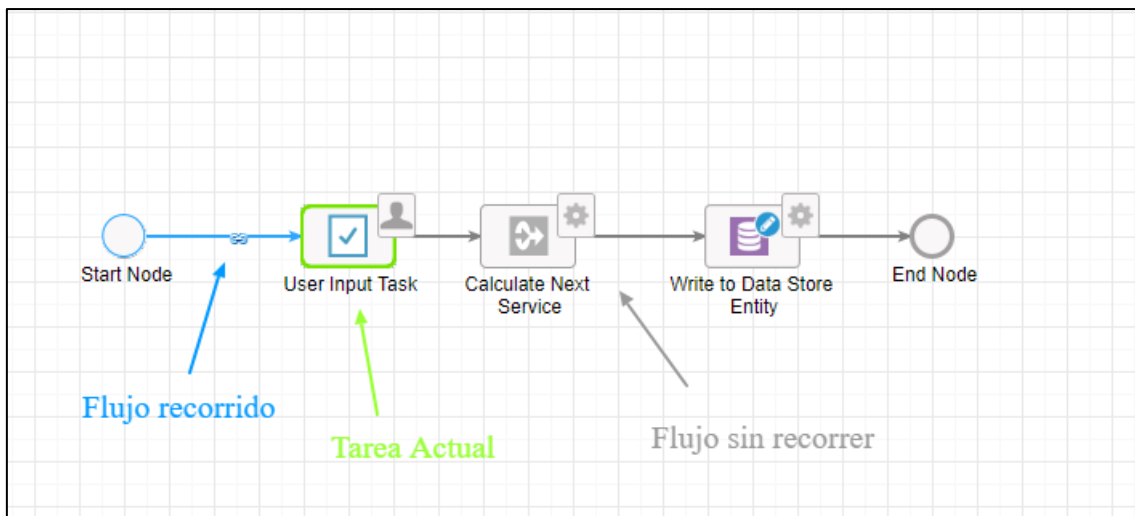 Start Node
User Input Task
Calculate Next
Service
Write to Data Store
Entity
End Node
Flujo recorrido
Tarea Actual
Flujo sin recorrer